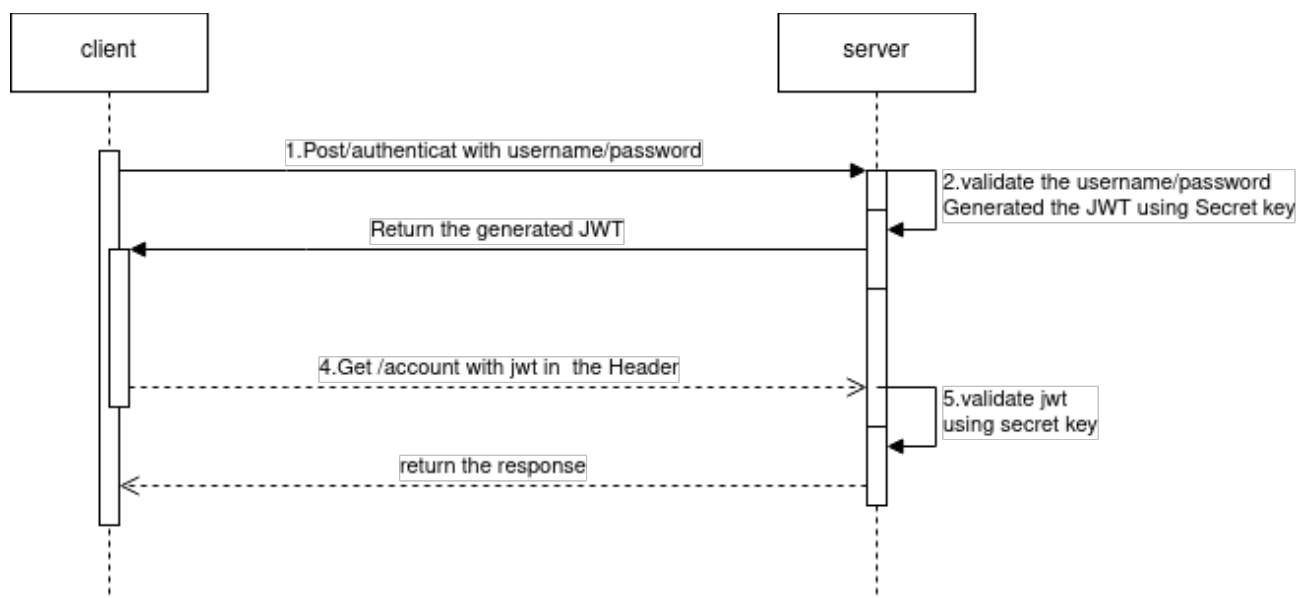 client
server
1.Post/authenticat with username/password
2.validate the username/password
Generated the JWT using Secret key
Return the generated JWT
4.Get /account with jwt in  the Header
5.validate jwt
using secret key
return the response